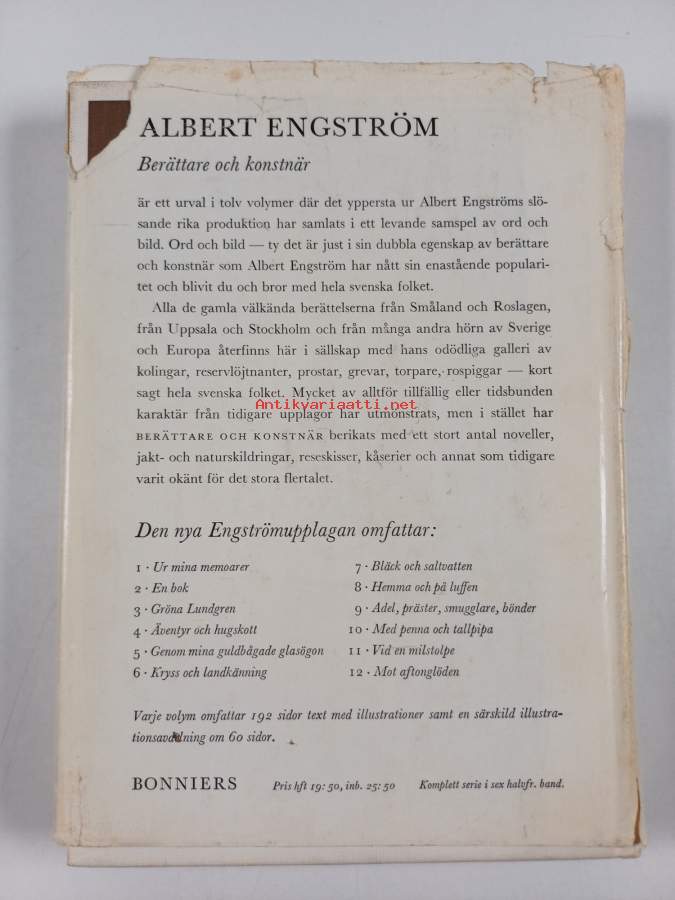 ALBERT ENGSTRÖM
Berättare och konstnär
är ett urval i tolv volymer där det yppersta ur Albert Engströms slö-
sande rika produktion har samlats i ett levande samspel av ord och
bild. Ord och bild — ty det är just i sin dubbla egenskap av berättare
och konstnär som Albert Engström har nått sin enastående populari-
tet och blivit du och bror med hela svenska folket.
Alla de gamla välkända berättelserna från Småland och Roslagen,
från Uppsala och Stockholm och från många andra hörn av Sverige
och Europa återfinns här i sällskap med hans odödliga galleri av
kolingar, reservlöjtnanter, prostar, grevar, torpare, rospiggar — kort
sagt hela svenska folket. Mycket av alltför tillfällig eller tidsbunden
Antikvariaatti.net
karaktär från tidigare upplagor har utmönstrats, men i stället har
BERÄTTARE OCH KONSTNÄR berikats med ett stort antal noveller,
jakt- och naturskildringar, reseskisser, kåserier och annat som tidigare
varit okänt för det stora flertalet.
Den nya Engströmupplagan omfattar:
1 · Ur mina memoarer
2 · En bok
3 · Gröna Lundgren
4 · Äventyr och hugskott
5 · Genom mina guldbågade glasögon
6 · Kryss och landkänning
7 · Bläck och saltvatten
8 · Hemma och på luffen
9 · Adel, präster, smugglare, bönder
10 · Med penna och tallpipa
11 · Vid en milstolpe
12 · Mot aftonglöden
Varje volym omfattar 192 sidor text med illustrationer samt en särskild illustra-
tionsavdelning om 60 sidor.
BONNIERS Pris hft 19: 50, inb. 25: 50 Komplett serie i sex halvfr. band.